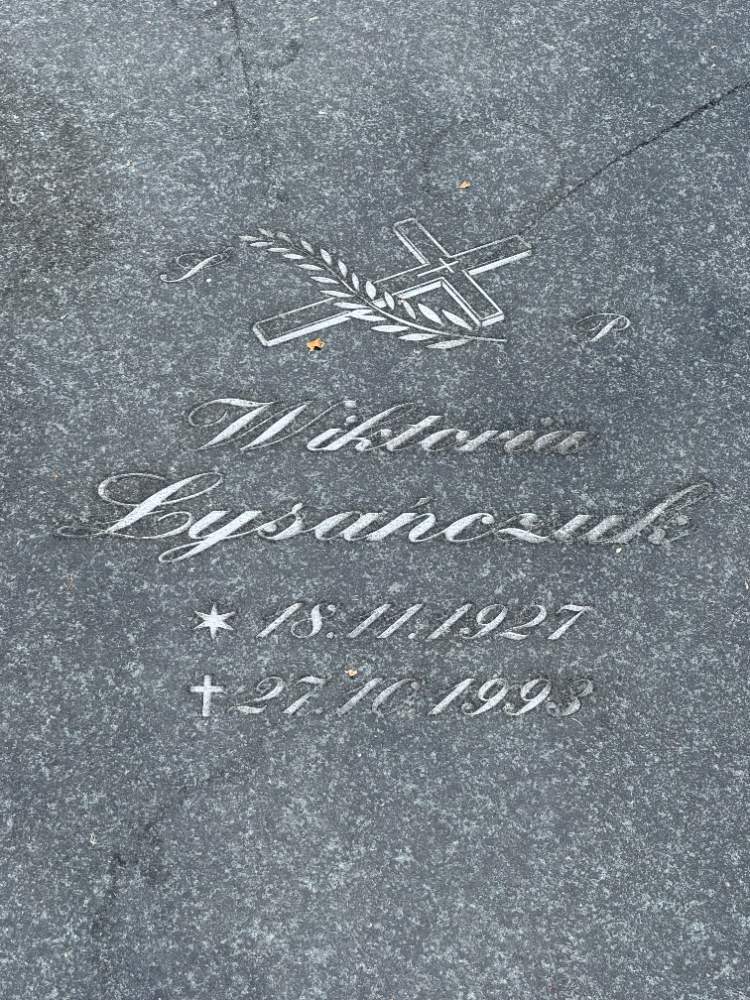 S P
Wiktoria
Łysańczuk
* 18.11.1927
† 27.10.1993